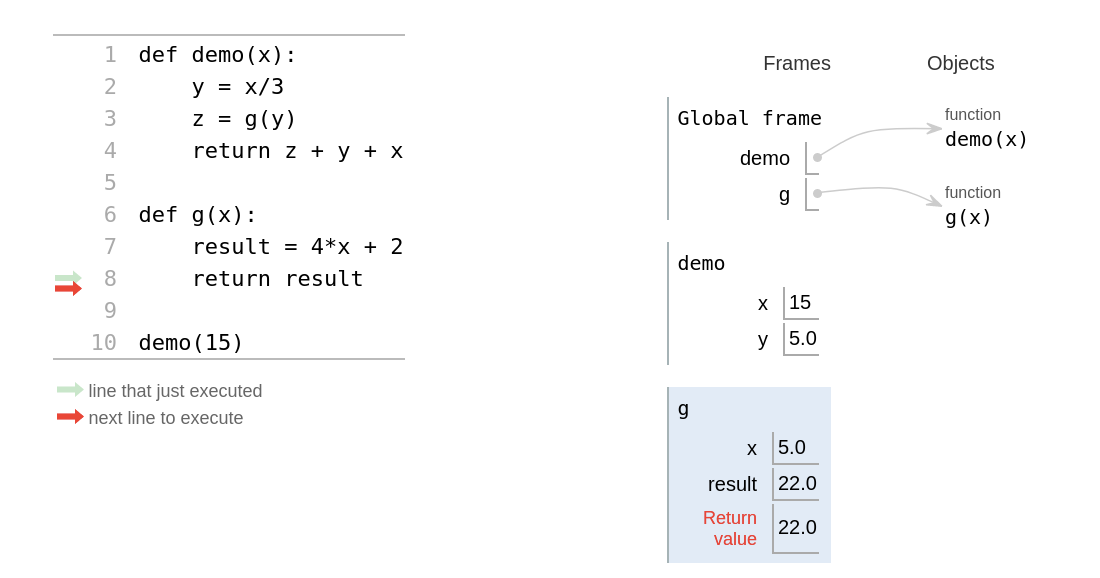 1 def demo(x):
2     y = x/3
3     z = g(y)
4     return z + y + x
5
6 def g(x):
7     result = 4*x + 2
8     return result
9
10 demo(15)
line that just executed
next line to execute
Frames Objects
Global frame
demo
g
function
demo(x)
function
g(x)
demo
x 15
y 5.0
g
x 5.0
result 22.0
Return
value 22.0